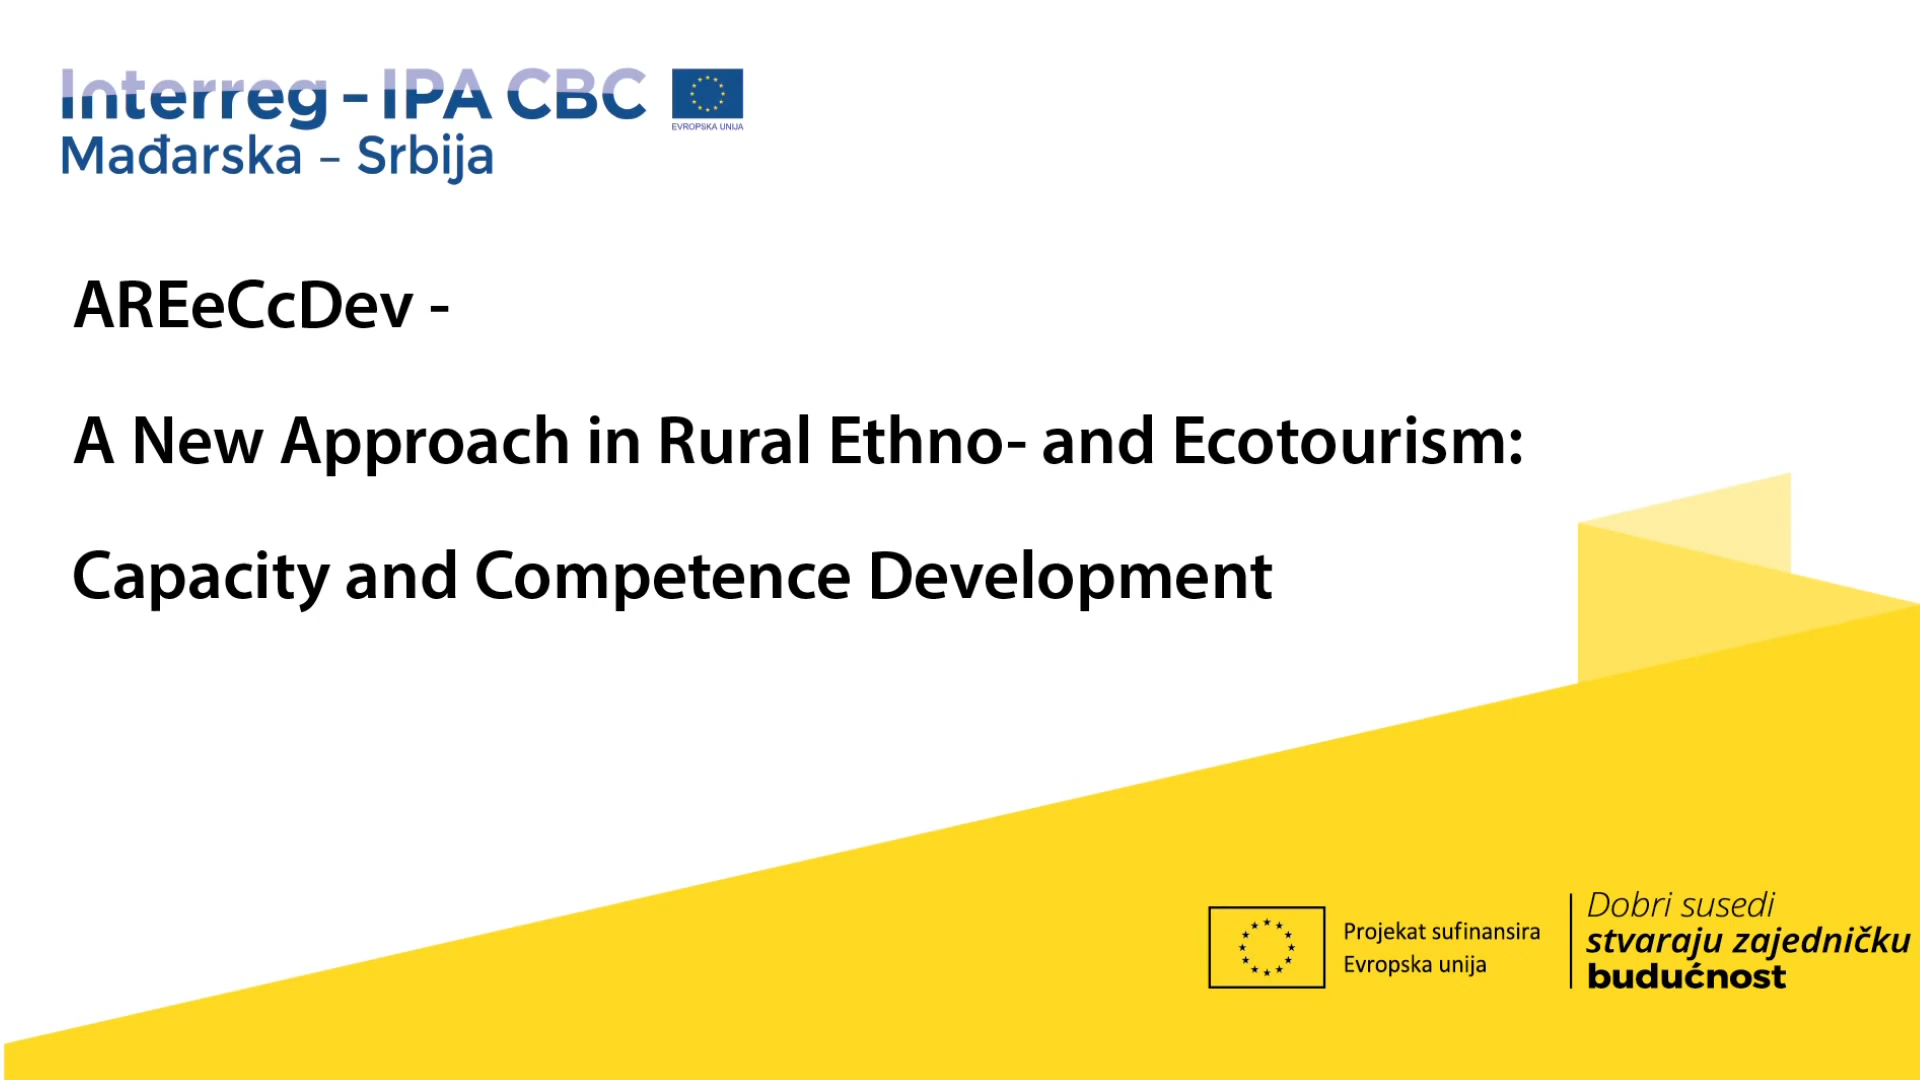 Interreg - IPA CBC
EVROPSKA UNIJA
Mađarska – Srbija
AREeCcDev -
A New Approach in Rural Ethno- and Ecotourism:
Capacity and Competence Development
Projekat sufinansira
Evropska unija
Dobri susedi
stvaraju zajedničku
budućnost